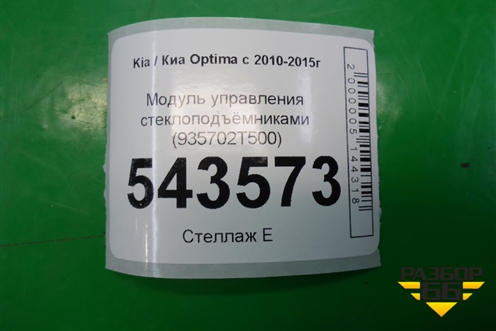 Kia / Киа Optima с 2010-2015г
Модуль управления
стеклоподъёмниками
(935702T500)
543573
Стеллаж Е
2000005144318
РАЗБОР
66